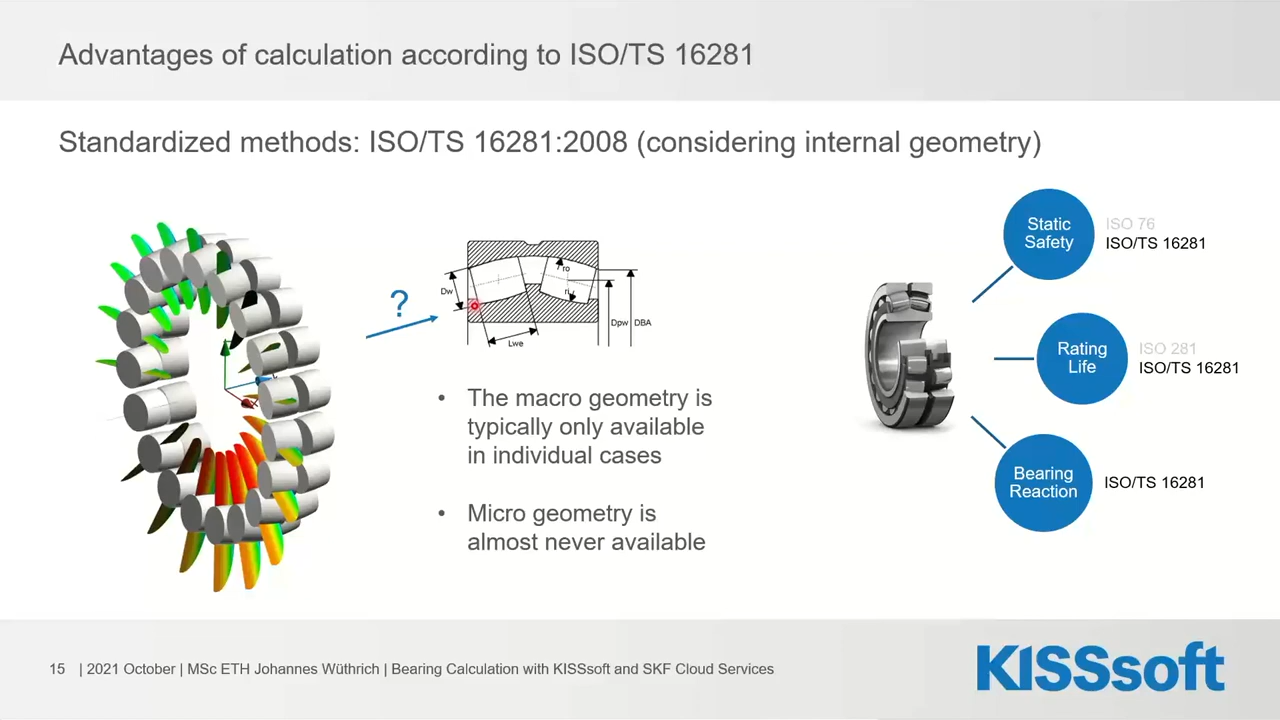 Advantages of calculation according to ISO/TS 16281
Standardized methods: ISO/TS 16281:2008 (considering internal geometry)
?
Dw
ro
ri
Lwe
Dpw
DBA
• The macro geometry is
typically only available
in individual cases
• Micro geometry is
almost never available
Static
Safety
ISO 76
ISO/TS 16281
Rating
Life
ISO 281
ISO/TS 16281
Bearing
Reaction
ISO/TS 16281
15 | 2021 October | MSc ETH Johannes Wüthrich | Bearing Calculation with KISSsoft and SKF Cloud Services
KISSsoft